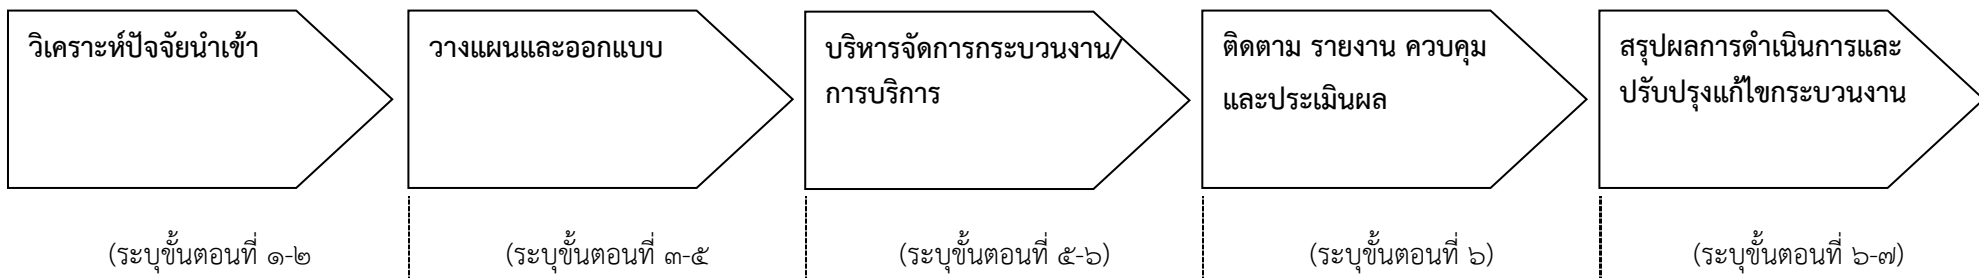 วิเคราะห์ปัจจัยนำเข้า
วางแผนและออกแบบ
บริหารจัดการกระบวนงาน/
การบริการ
ติดตาม รายงาน ควบคุม
และประเมินผล
สรุปผลการดำเนินการและ
ปรับปรุงแก้ไขกระบวนงาน
(ระบุขั้นตอนที่ ๑-๒
(ระบุขั้นตอนที่ ๓-๕
(ระบุขั้นตอนที่ ๕-๖)
(ระบุขั้นตอนที่ ๖)
(ระบุขั้นตอนที่ ๖-๗)